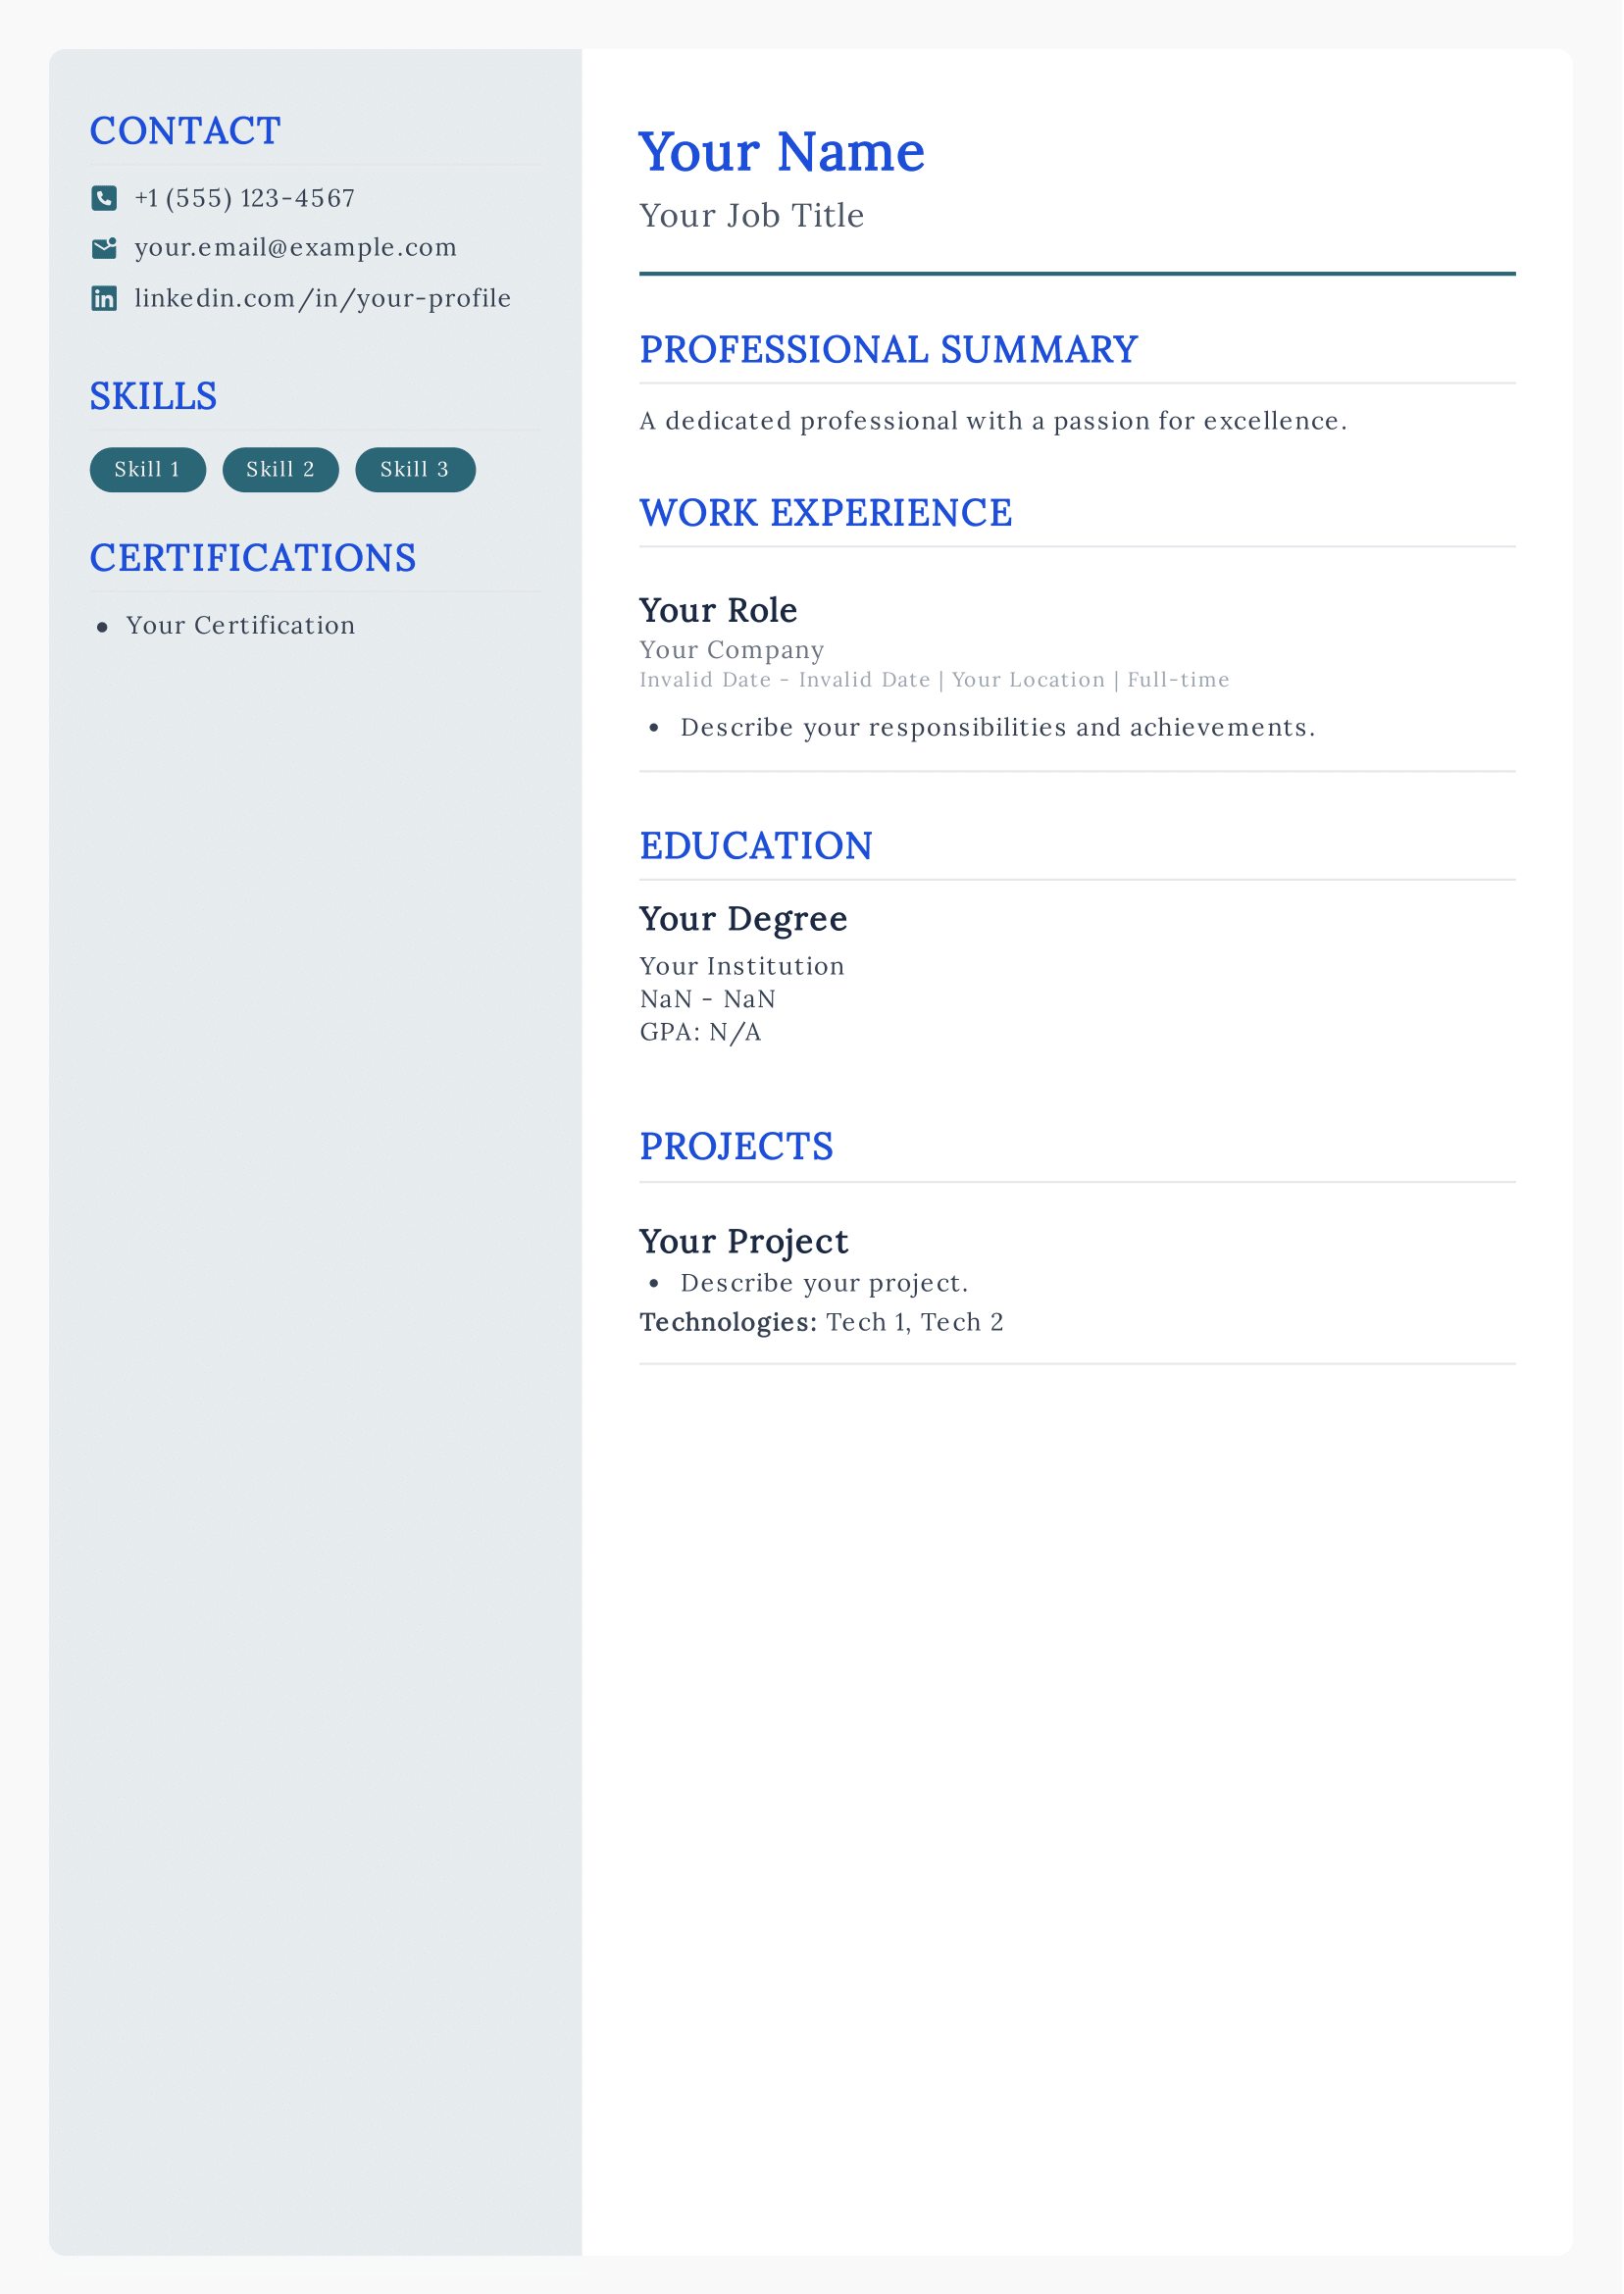 CONTACT
+1 (555) 123-4567
your.email@example.com
linkedin.com/in/your-profile
SKILLS
Skill 1
Skill 2
Skill 3
CERTIFICATIONS
• Your Certification
Your Name
Your Job Title
PROFESSIONAL SUMMARY
A dedicated professional with a passion for excellence.
WORK EXPERIENCE
Your Role
Your Company
Invalid Date - Invalid Date | Your Location | Full-time
• Describe your responsibilities and achievements.
EDUCATION
Your Degree
Your Institution
NaN - NaN
GPA: N/A
PROJECTS
Your Project
• Describe your project.
Technologies: Tech 1, Tech 2